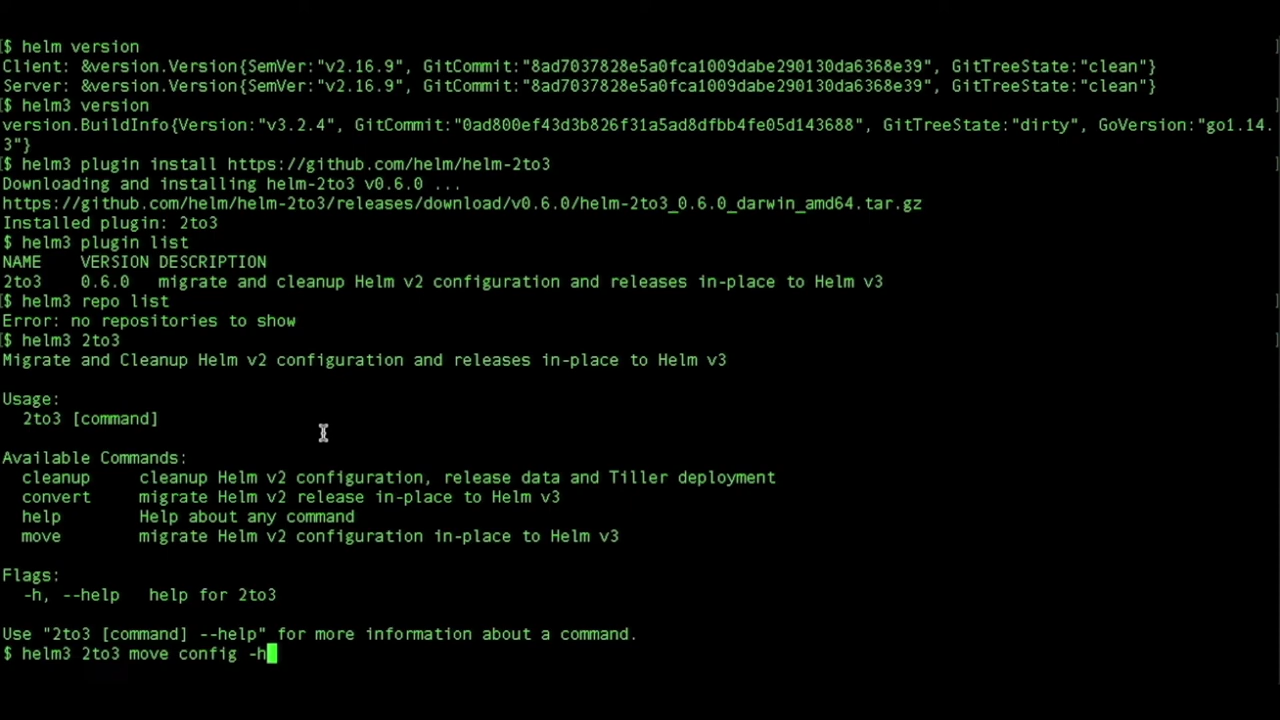 $ helm version
Client: &version.Version{SemVer:"v2.16.9", GitCommit:"8ad7037828e5a0fca1009dabe290130da6368e39", GitTreeState:"clean"}
Server: &version.Version{SemVer:"v2.16.9", GitCommit:"8ad7037828e5a0fca1009dabe290130da6368e39", GitTreeState:"clean"}
$ helm3 version
version.BuildInfo{Version:"v3.2.4", GitCommit:"0ad800ef43d3b826f31a5ad8dfbb4fe05d143688", GitTreeState:"dirty", GoVersion:"go1.14.
3"}
$ helm3 plugin install https://github.com/helm/helm-2to3
Downloading and installing helm-2to3 v0.6.0 ...
https://github.com/helm/helm-2to3/releases/download/v0.6.0/helm-2to3_0.6.0_darwin_amd64.tar.gz
Installed plugin: 2to3
$ helm3 plugin list
NAME    VERSION DESCRIPTION
2to3    0.6.0   migrate and cleanup Helm v2 configuration and releases in-place to Helm v3
$ helm3 repo list
Error: no repositories to show
$ helm3 2to3
Migrate and Cleanup Helm v2 configuration and releases in-place to Helm v3
Usage:
  2to3 [command]
Available Commands:
  cleanup     cleanup Helm v2 configuration, release data and Tiller deployment
  convert     migrate Helm v2 release in-place to Helm v3
  help        Help about any command
  move        migrate Helm v2 configuration in-place to Helm v3
Flags:
  -h, --help   help for 2to3
Use "2to3 [command] --help" for more information about a command.
$ helm3 2to3 move config -h